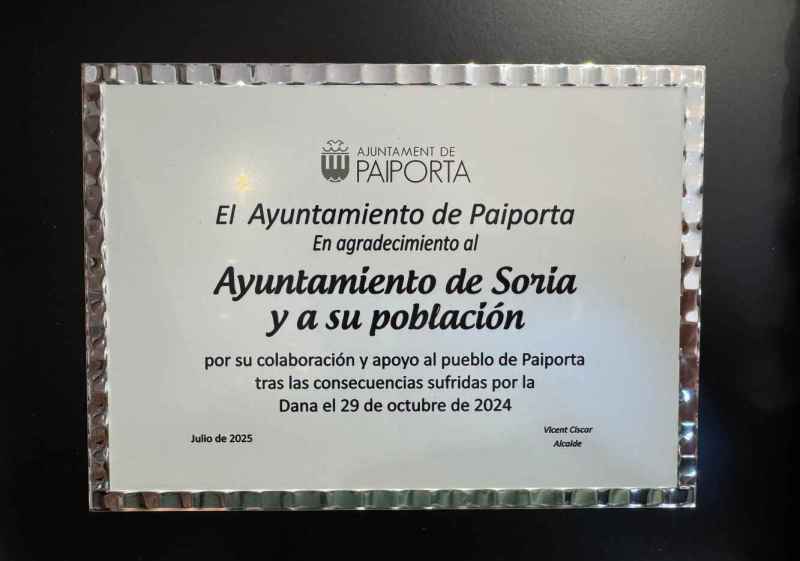 AJUNTAMENT DE
PAIPORTA
El Ayuntamiento de Paiporta
En agradecimiento al
Ayuntamiento de Soria
y a su población
por su colaboración y apoyo al pueblo de Paiporta
tras las consecuencias sufridas por la
Dana el 29 de octubre de 2024
Julio de 2025
Vicent Ciscar
Alcalde